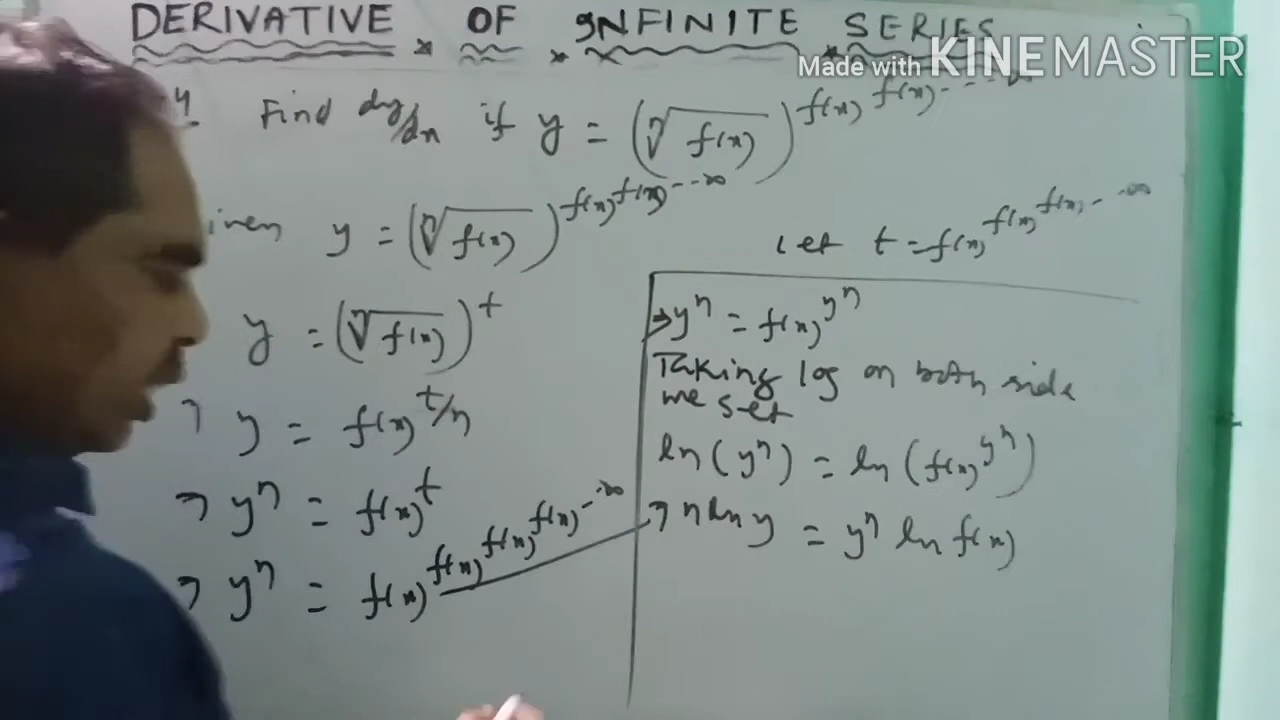 DERIVATIVE OF INFINITE SERIES
Made with KINEMASTER
Find dy/dx if y = (ⁿ√f(x))^f(x)^f(x)^----∞
iven y = (ⁿ√f(x))^f(x)^f(x)^--∞
Let t = f(x)^f(x)^f(x)^--∞
y = (ⁿ√f(x))^t
⇒ y = f(x)^t/n
⇒ yⁿ = f(x)^t
⇒ yⁿ = f(x)^f(x)^f(x)^f(x)^--∞
⇒ yⁿ = f(x)^yⁿ
Taking log on both side
we get
ln(yⁿ) = ln(f(x)^yⁿ)
⇒ n ln y = yⁿ ln f(x)